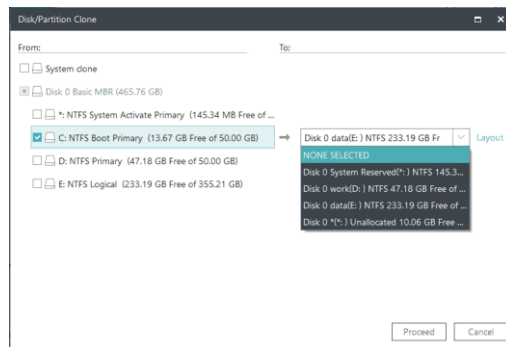 Disk/Partition Clone
From:
To:
System clone
Disk 0 Basic MBR (465.76 GB)
*: NTFS System Activate Primary (145.34 MB Free of ...
C: NTFS Boot Primary (13.67 GB Free of 50.00 GB)
Disk 0 data(E: ) NTFS 233.19 GB Fr
Layout
D: NTFS Primary (47.18 GB Free of 50.00 GB)
E: NTFS Logical (233.19 GB Free of 355.21 GB)
NONE SELECTED
Disk 0 System Reserved(*: ) NTFS 145.3...
Disk 0 work(D: ) NTFS 47.18 GB Free of ...
Disk 0 data(E: ) NTFS 233.19 GB Free of ...
Disk 0 *(*: ) Unallocated 10.06 GB Free ...
Proceed
Cancel